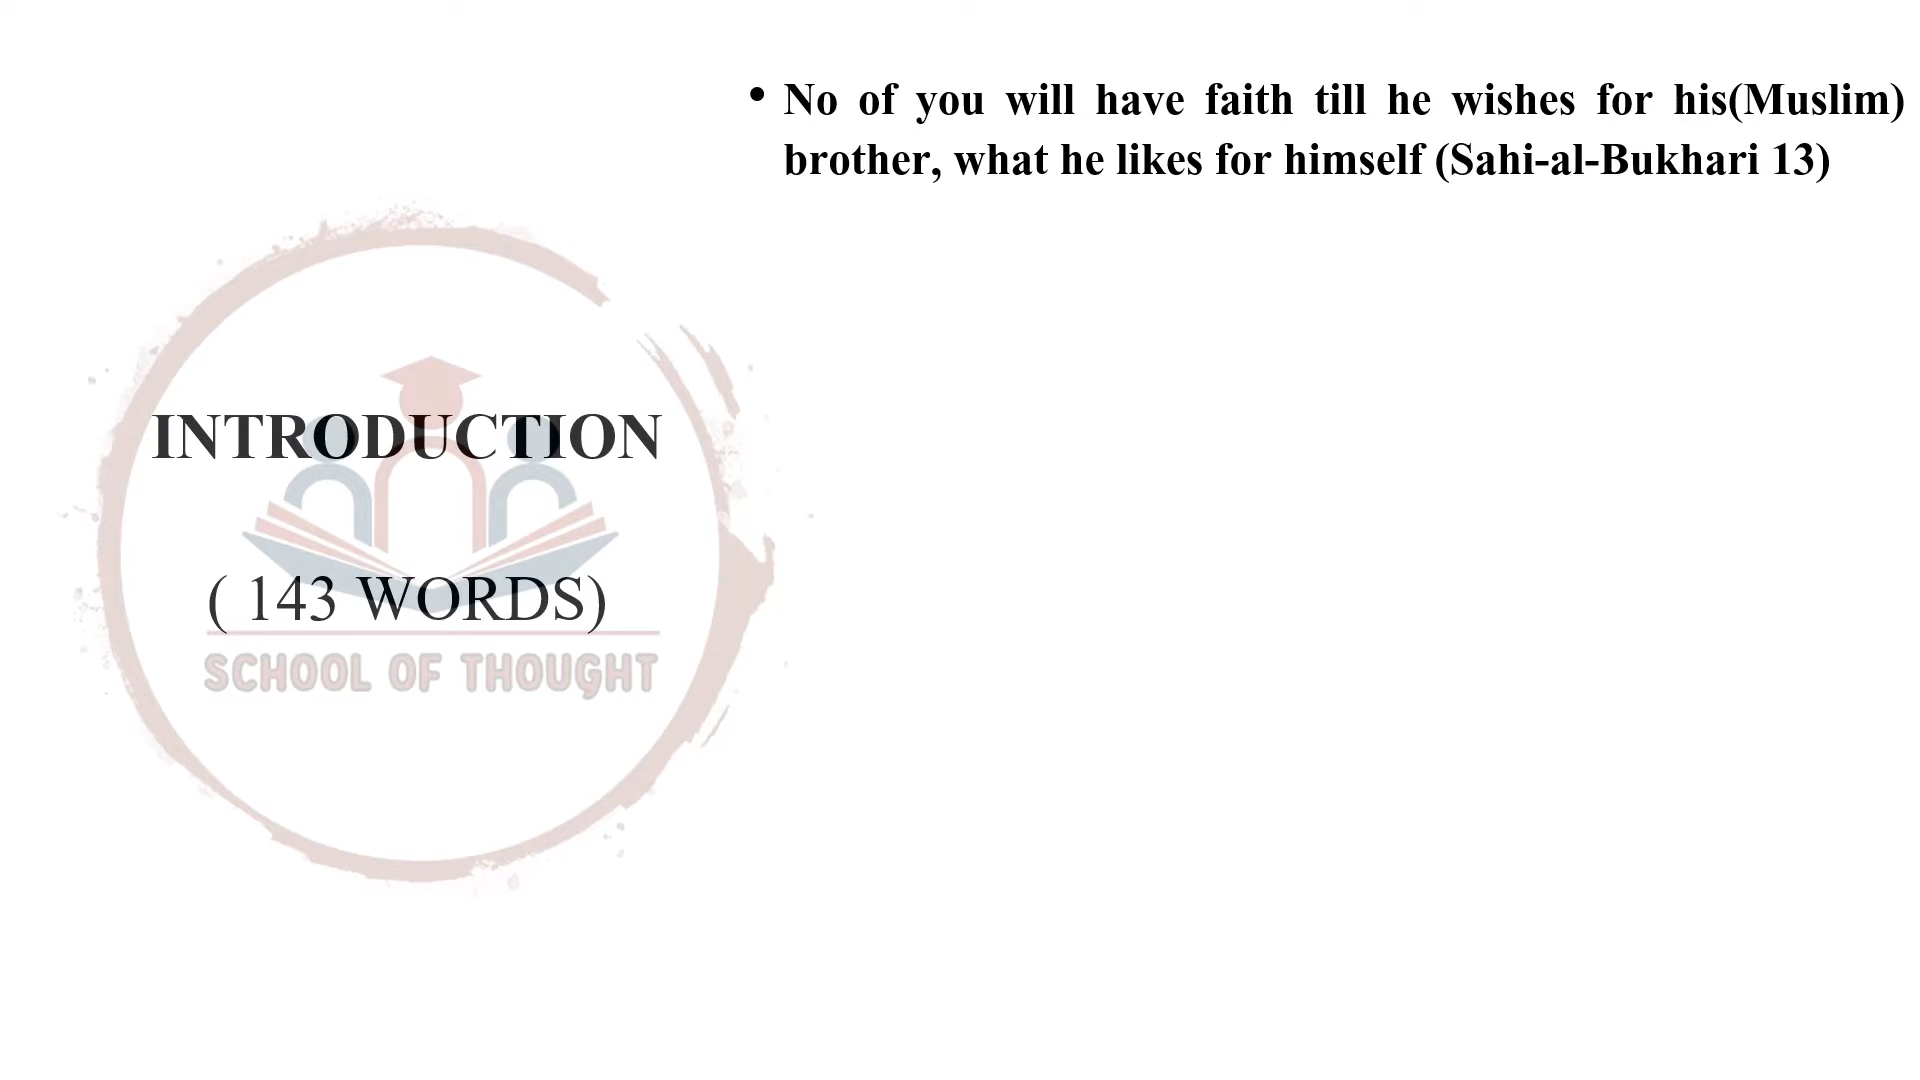 • No of you will have faith till he wishes for his(Muslim)
brother, what he likes for himself (Sahi-al-Bukhari 13)
INTRODUCTION
( 143 WORDS)
SCHOOL OF THOUGHT